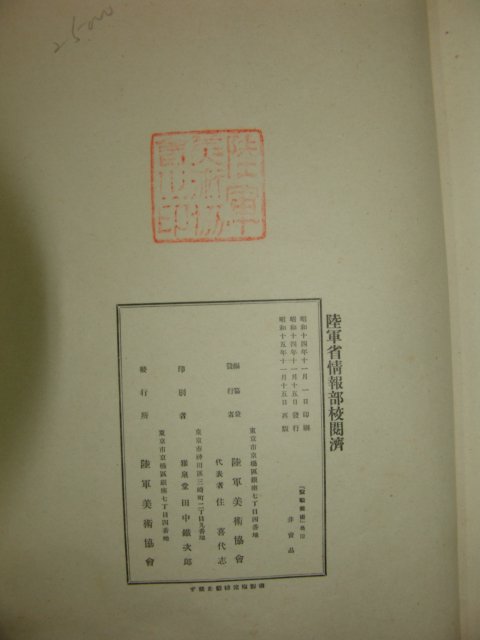 25.000
陸軍美術協會之印
陸軍省情報部校閱濟
昭和十四年十一月一日印刷
昭和十四年十一月十五日發行
昭和十五年十一月十五日再版
非賣品
編輯兼
發行者
東京市京橋區銀座七丁目四番地
陸軍美術協會
代表者 住喜代志
東京市神田區三崎町二丁目九番地
印刷者 雅泉堂 田中鐵次郎
東京市京橋區銀座七丁目四番地
發行所 陸軍美術協會